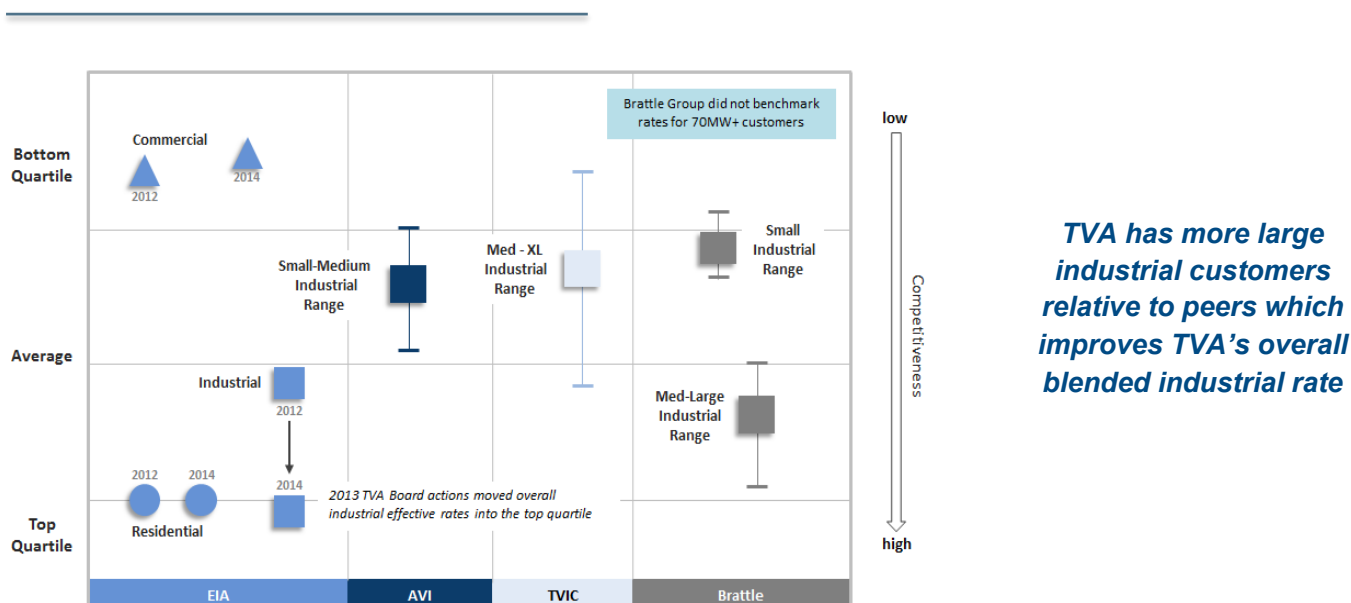 Brattle Group did not benchmark
rates for 70MW+ customers
low
Commercial
Bottom
Quartile
2012
2014
Small
Industrial
Range
Med - XL
Industrial
Range
Small-Medium
Industrial
Range
TVA has more large
industrial customers
relative to peers which
improves TVA's overall
blended industrial rate
Competitiveness
Average
Industrial
2012
Med-Large
Industrial
Range
2012
2014
2014
2013 TVA Board actions moved overall
industrial effective rates into the top quartile
Residential
Top
Quartile
high
EIA
AVI
TVIC
Brattle